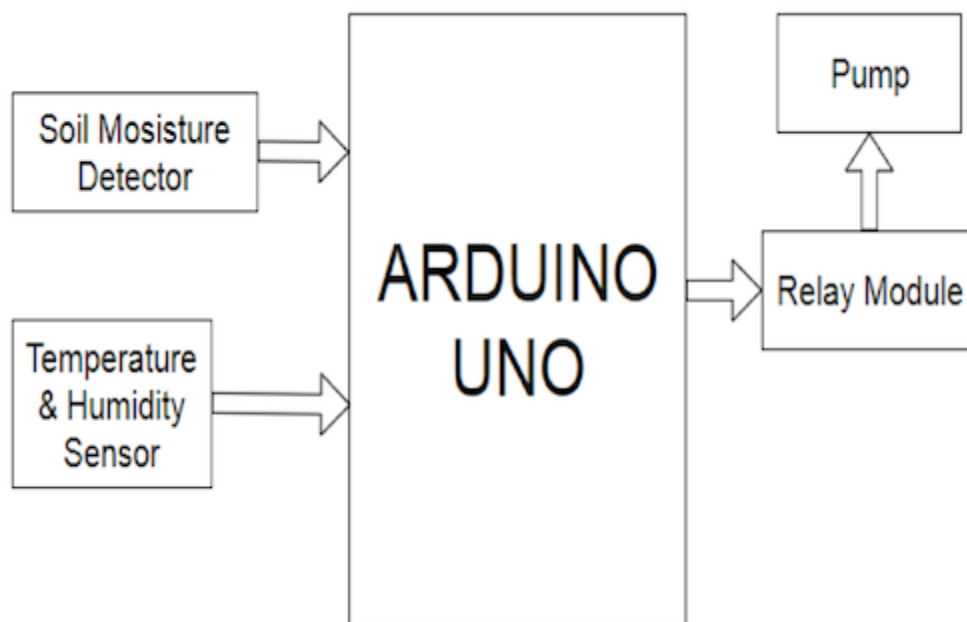 Soil Mosisture
Detector
Temperature
& Humidity
Sensor
ARDUINO
UNO
Pump
Relay Module